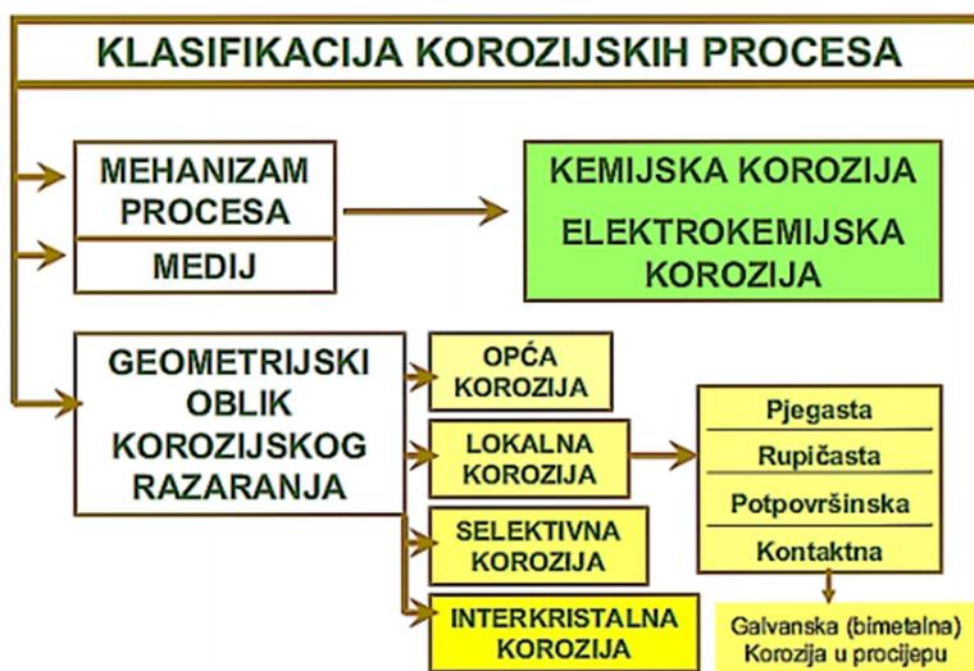 KLASIFIKACIJA KOROZIJSKIH PROCESA
MEHANIZAM
PROCESA
MEDIJ
KEMIJSKA KOROZIJA
ELEKTROKEMIJSKA
KOROZIJA
GEOMETRIJSKI
OBLIK
KOROZIJSKOG
RAZARANJA
OPĆA
KOROZIJA
LOKALNA
KOROZIJA
SELEKTIVNA
KOROZIJA
INTERKRISTALNA
KOROZIJA
Pjegasta
Rupičasta
Potpovršinska
Kontaktna
Galvanska (bimetalna)
Korozija u procijepu